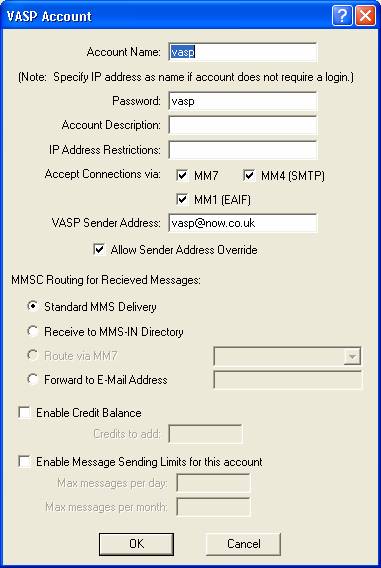 VASP Account
Account Name: vasp
(Note: Specify IP address as name if account does not require a login.)
Password: vasp
Account Description:
IP Address Restrictions:
Accept Connections via: MM7 MM4 (SMTP)
MM1 (EAIF)
VASP Sender Address: vasp@now.co.uk
Allow Sender Address Override
MMSC Routing for Recieved Messages:
Standard MMS Delivery
Receive to MMS-IN Directory
Route via MM7
Forward to E-Mail Address
Enable Credit Balance
Credits to add:
Enable Message Sending Limits for this account
Max messages per day:
Max messages per month:
OK Cancel